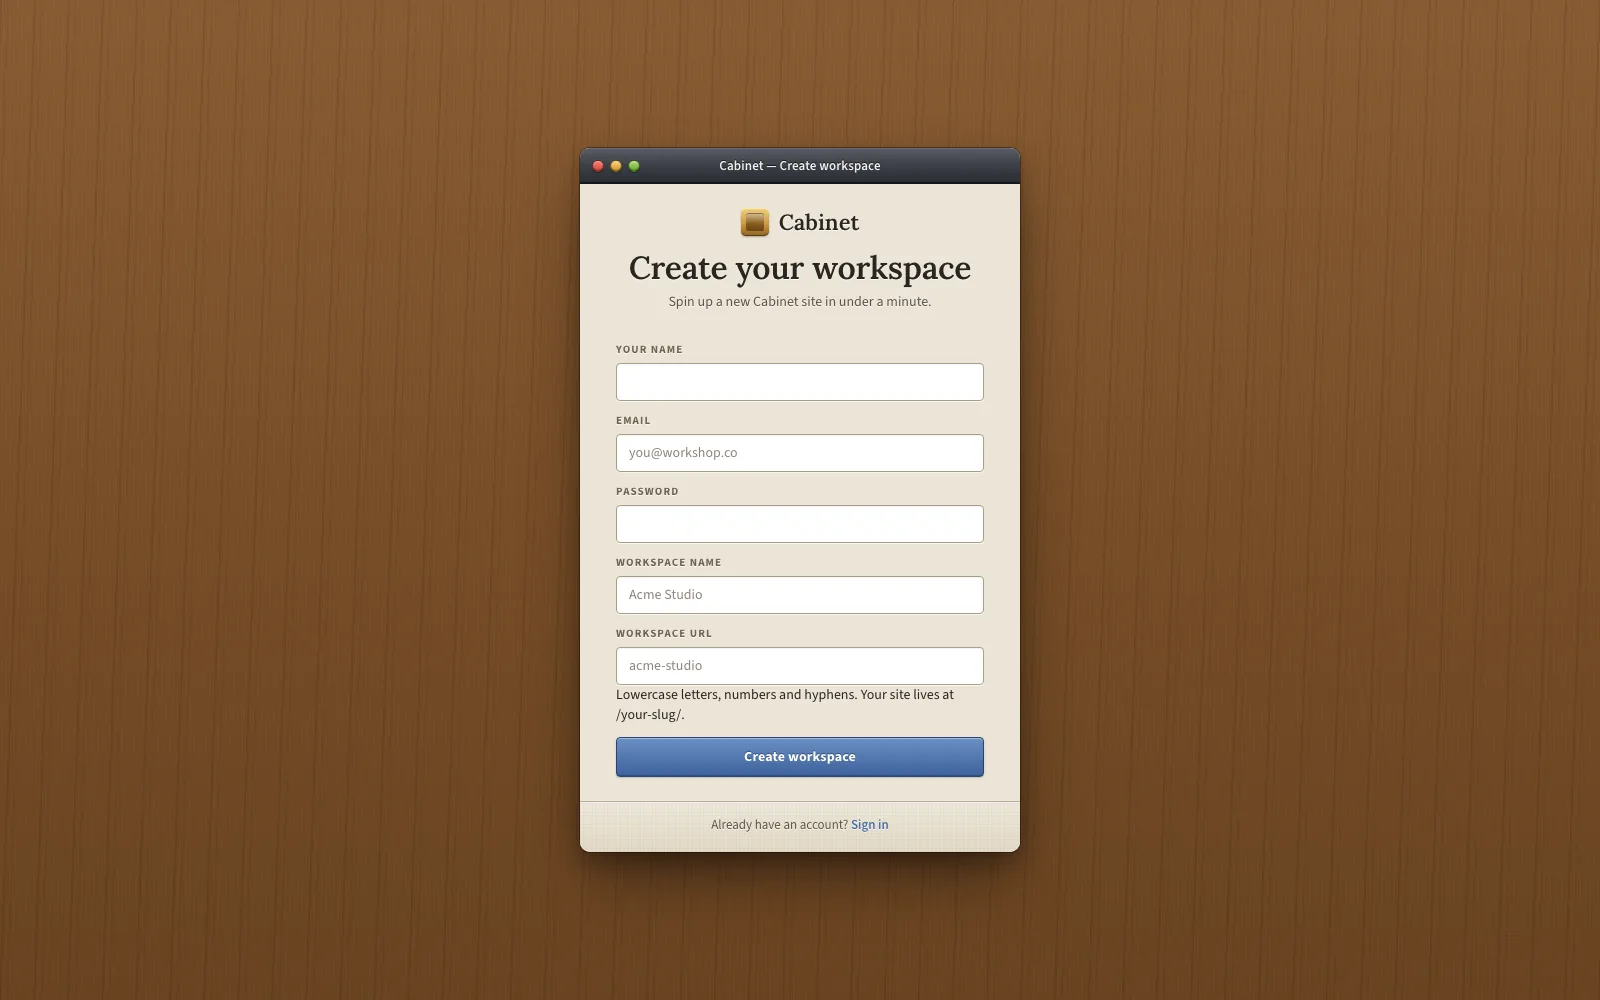 Cabinet — Create workspace
Cabinet
Create your workspace
Spin up a new Cabinet site in under a minute.
YOUR NAME
EMAIL
you@workshop.co
PASSWORD
WORKSPACE NAME
Acme Studio
WORKSPACE URL
acme-studio
Lowercase letters, numbers and hyphens. Your site lives at
/your-slug/.
Create workspace
Already have an account? Sign in